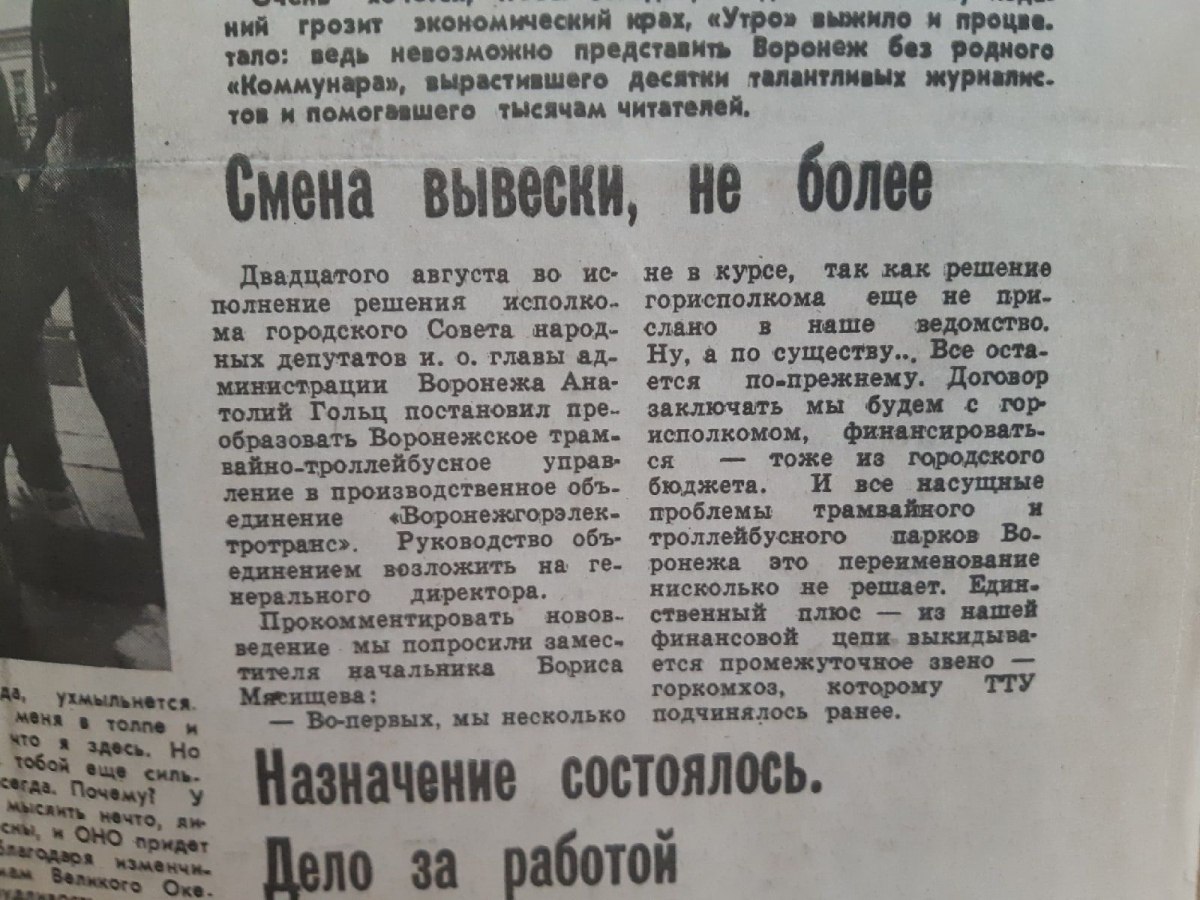 ний грозит экономический крах, «Утро» выжило и процве-
тало: ведь невозможно представить Воронеж без родного
«Коммунара», вырастившего десятки талантливых журналис-
тов и помогавшего тысячам читателей.
Смена вывески, не более
Двадцатого августа во ис-
полнение решения исполко-
ма городского Совета народ-
ных депутатов и. о. главы ад-
министрации Воронежа Ана-
толий Гольц постановил пре-
образовать Воронежское трам-
вайно-троллейбусное управ-
ление в производственное объ-
единение «Воронежгорэлек-
тротранс». Руководство объ-
единением возложить на ге-
нерального директора.
Прокомментировать новов-
ведение мы попросили замес-
тителя начальника Бориса
Мясищева:
— Во-первых, мы несколько
не в курсе, так как решение
горисполкома еще не при-
слано в наше ведомство.
Ну, а по существу... Все оста-
ется по-прежнему. Договор
заключать мы будем с гор-
исполкомом, финансировать-
ся — тоже из городского
бюджета. И все насущные
проблемы трамвайного и
троллейбусного парков Во-
ронежа это переименование
нисколько не решает. Един-
ственный плюс — из нашей
финансовой цепи выкидыва-
ется промежуточное звено —
горкомхоз, которому ТТУ
подчинялось ранее.
Назначение состоялось.
Дело за работой
да, ухмыльнется.
меня в толпе и
что я здесь. Но
тобой еще силь-
сегда. Почему? У
мыслить нечто, ли-
сны, и ОНО придет
благодаря изменчи-
мам Великого Оке-